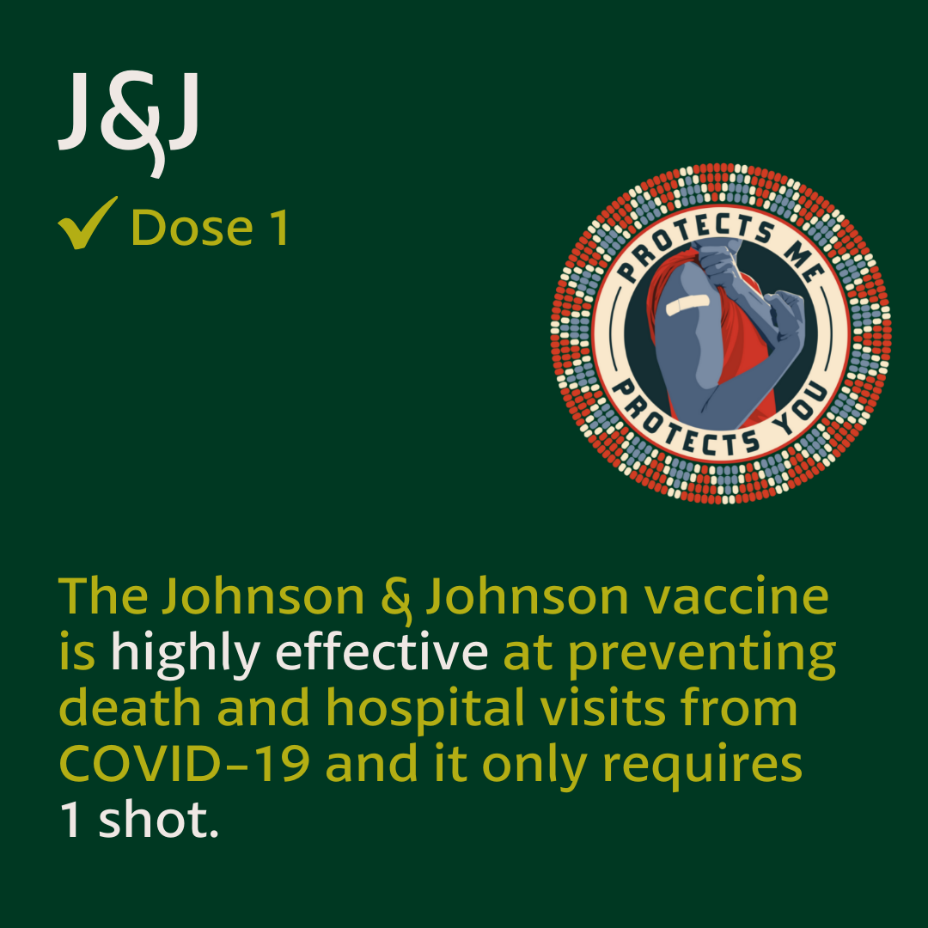 J&J
✓ Dose 1
PROTECTS ME
PROTECTS YOU
The Johnson & Johnson vaccine
is highly effective at preventing
death and hospital visits from
COVID-19 and it only requires
1 shot.